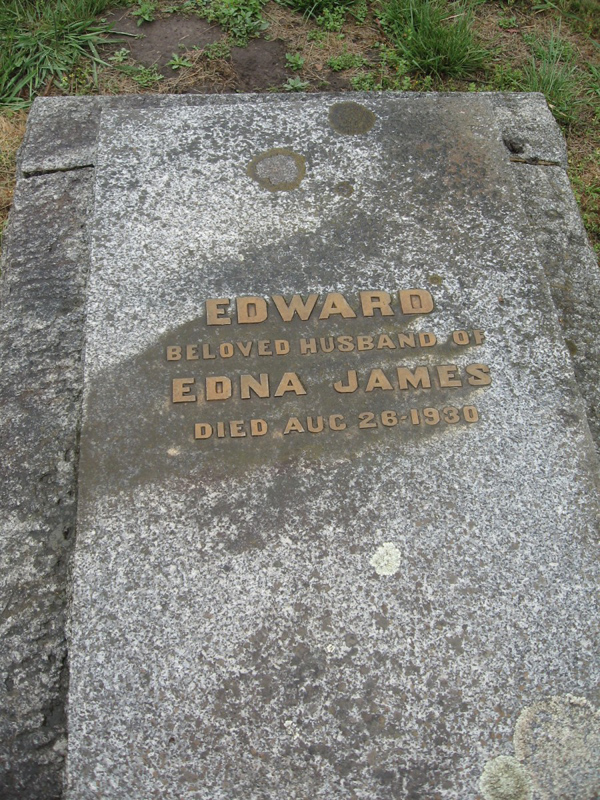 EDWARD
BELOVED HUSBAND OF
EDNA JAMES
DIED AUG 26-1930